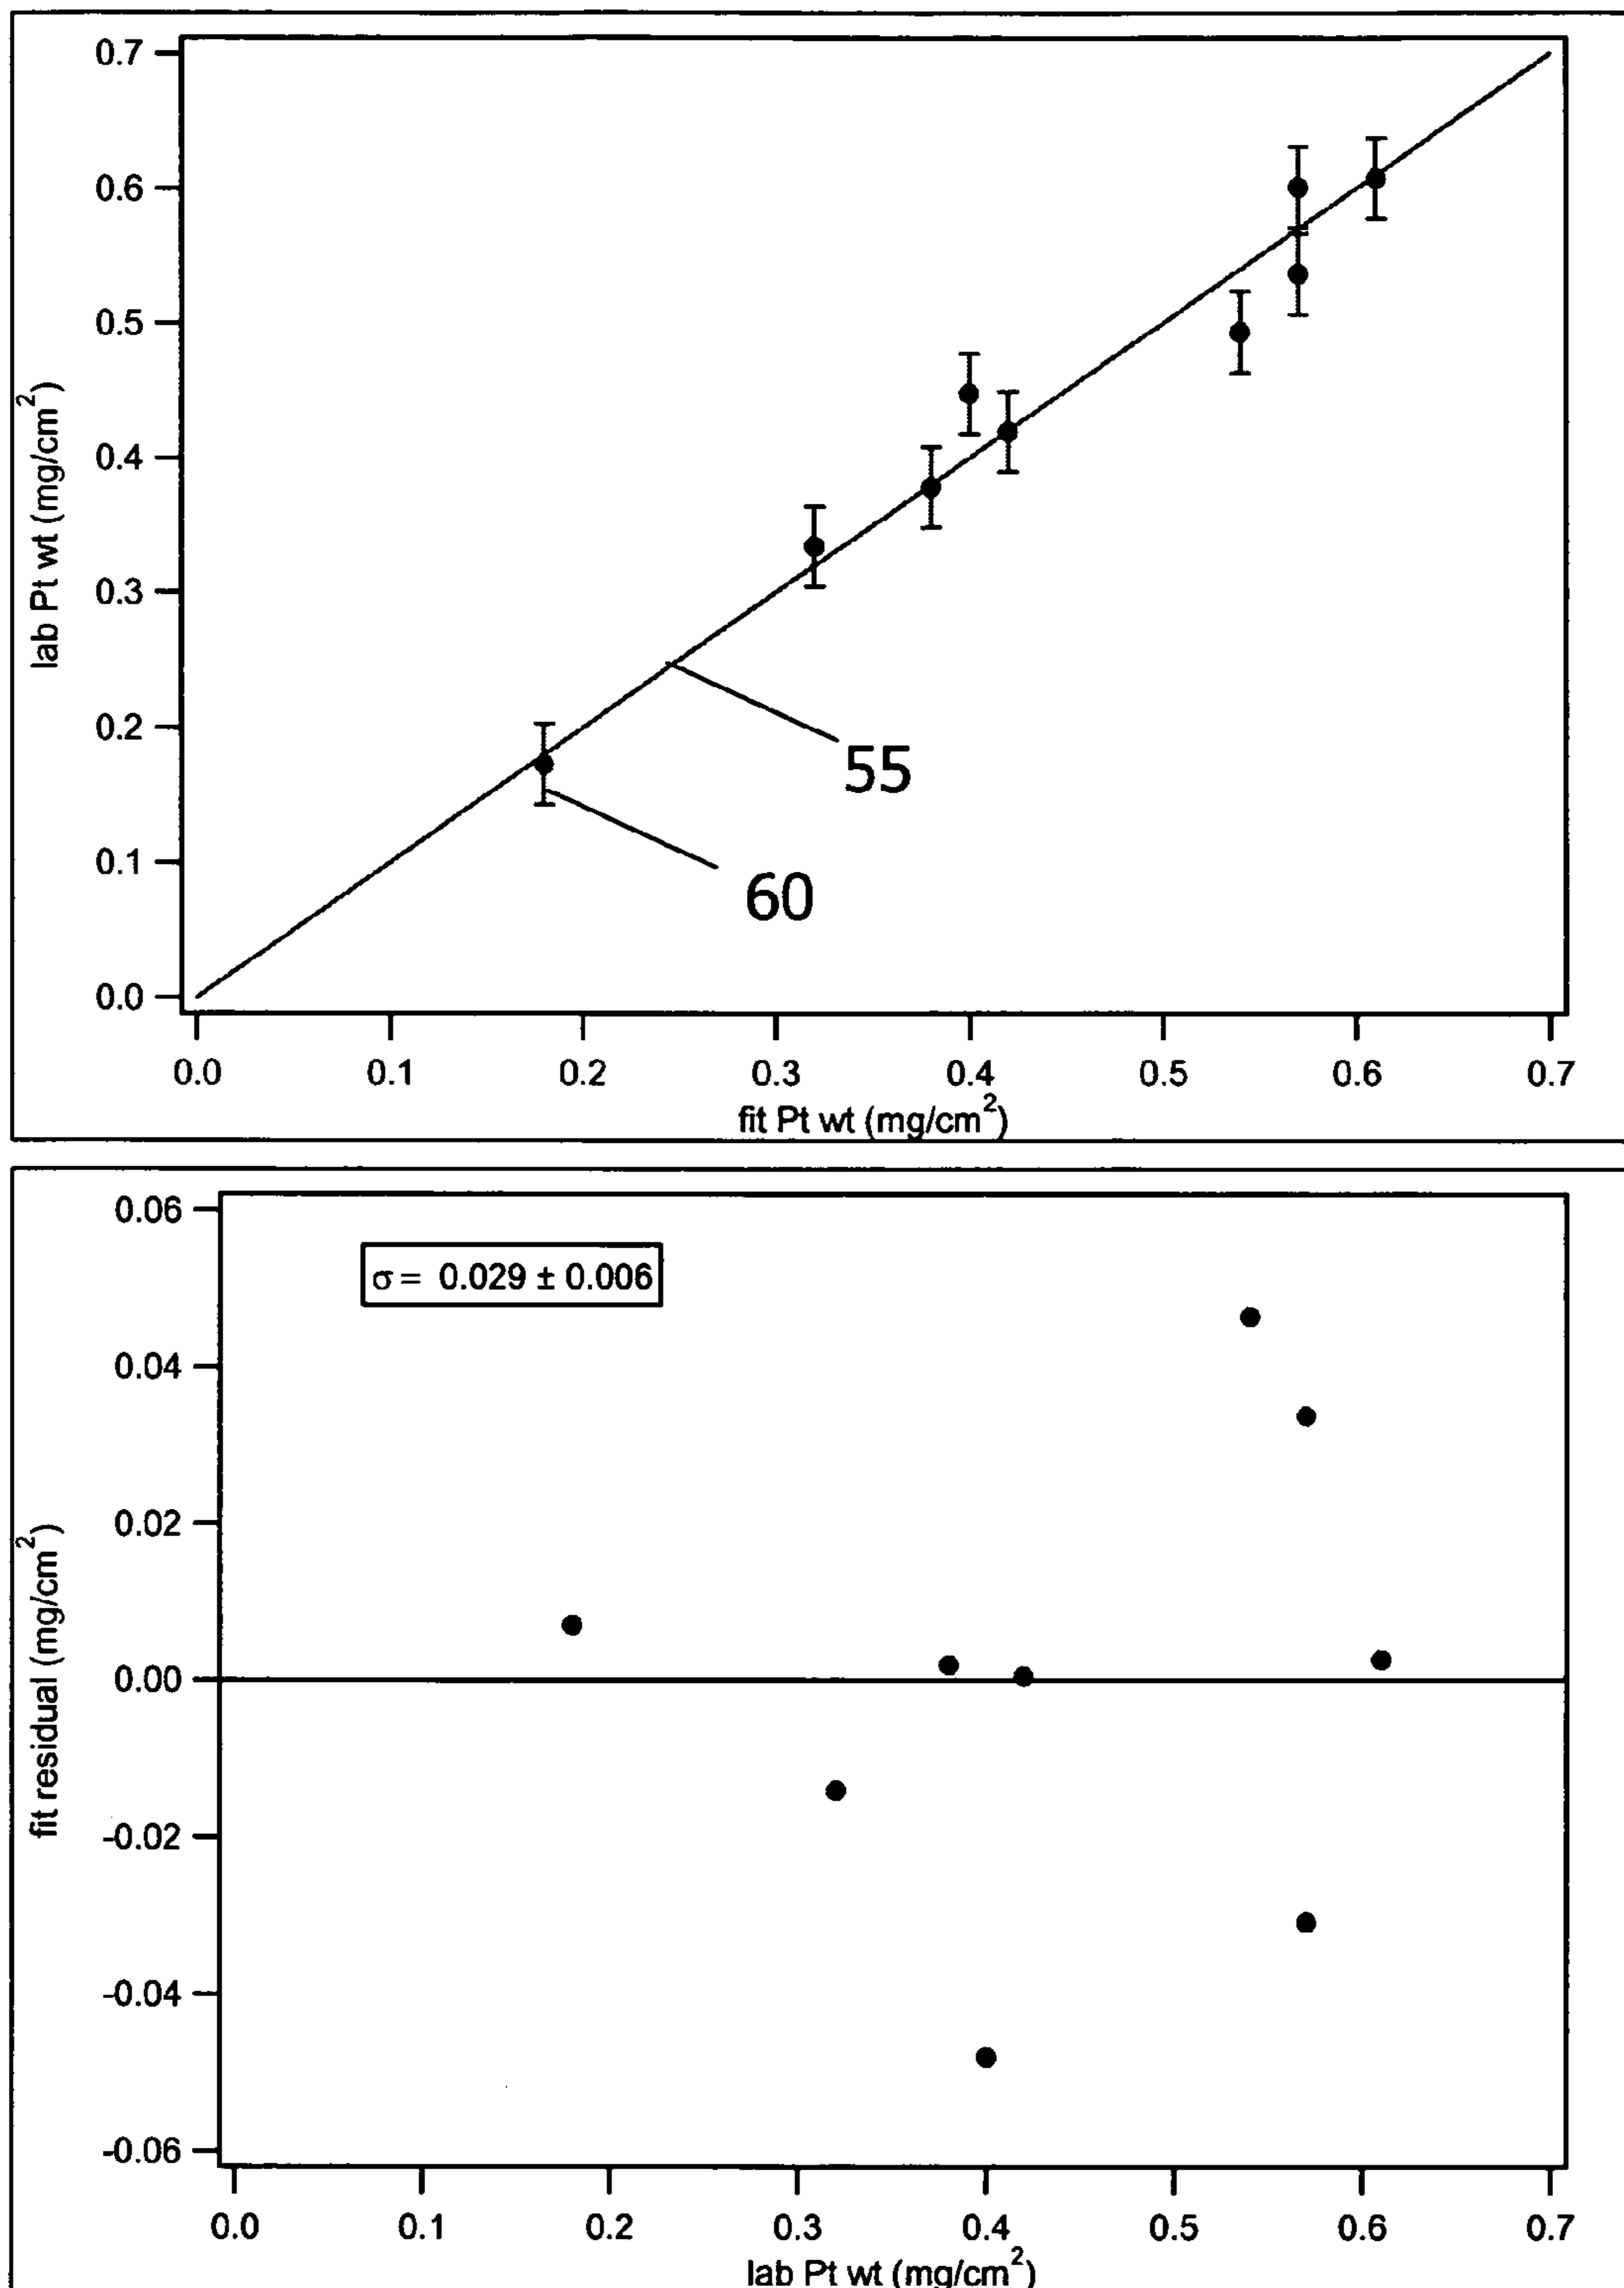 0.7
0.6
0.5
0.4
0.3
0.2
0.1
0.0
lab Pt wt (mg/cm²)
55
60
0.0 0.1 0.2 0.3 0.4 0.5 0.6 0.7
fit Pt wt (mg/cm²)
0.06
σ = 0.029 ± 0.006
0.04
0.02
0.00
-0.02
-0.04
-0.06
fit residual (mg/cm²)
0.0 0.1 0.2 0.3 0.4 0.5 0.6 0.7
lab Pt wt (mg/cm²)